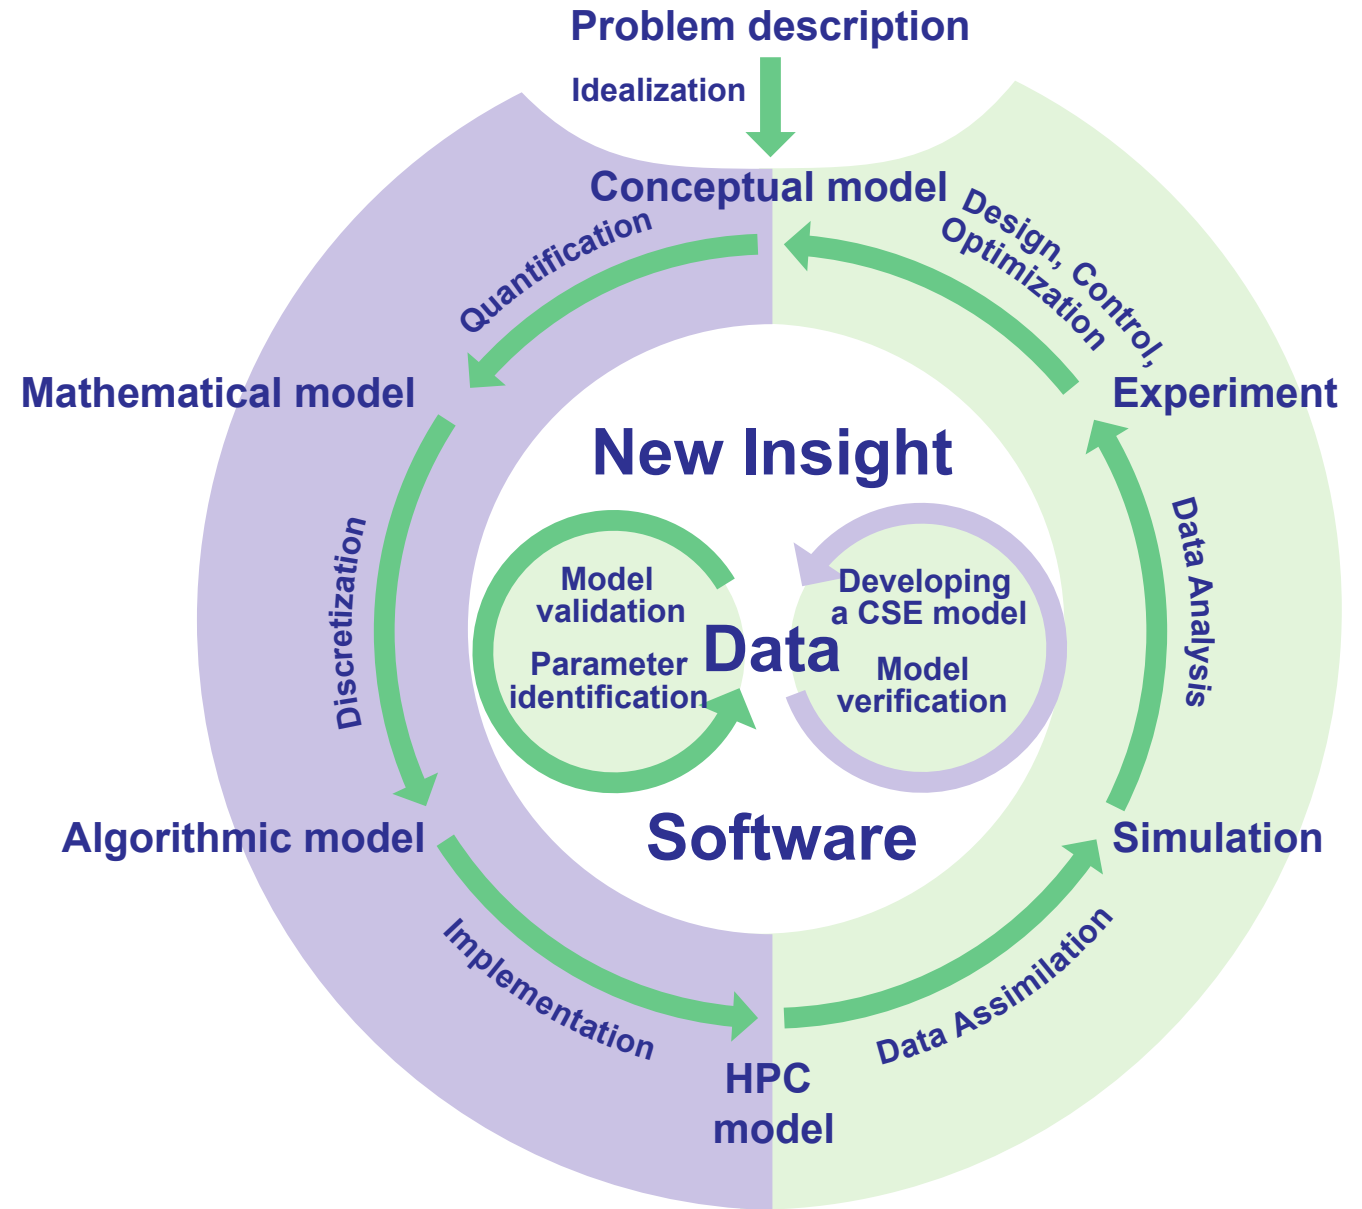 Problem description
Idealization
Conceptual model
Quantification
Design, Control,
Optimization
Mathematical model
Experiment
New Insight
Discretization
Data Analysis
Model
validation
Parameter
identification
Data
Developing
a CSE model
Model
verification
Software
Algorithmic model
Simulation
Implementation
Data Assimilation
HPC
model